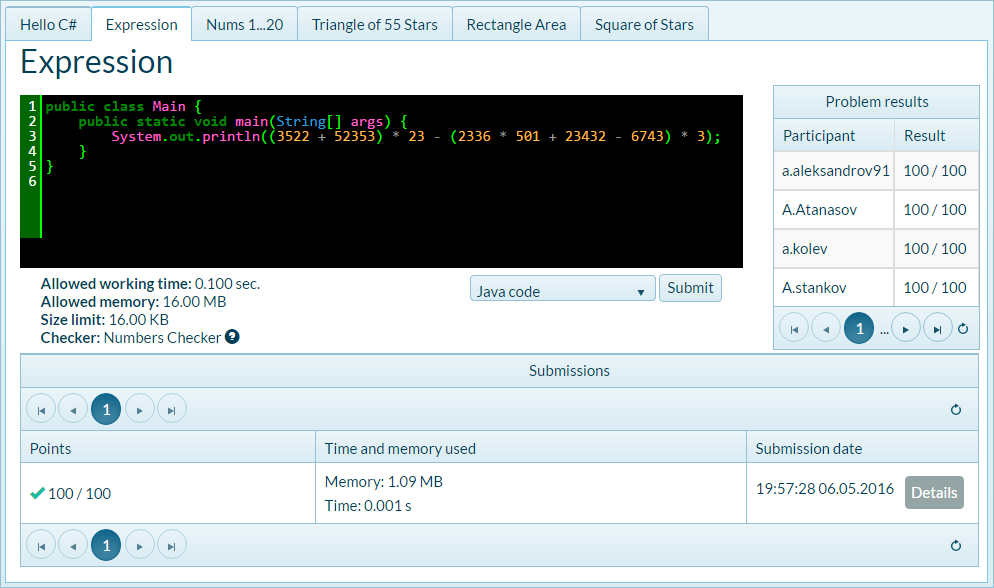 Hello C# Expression Nums 1...20 Triangle of 55 Stars Rectangle Area Square of Stars
Expression
1 public class Main {
2     public static void main(String[] args) {
3         System.out.println((3522 + 52353) * 23 - (2336 * 501 + 23432 - 6743) * 3);
4     }
5 }
6
Allowed working time: 0.100 sec.
Allowed memory: 16.00 MB
Size limit: 16.00 KB
Checker: Numbers Checker ?
Java code Submit
Problem results
Participant Result
a.aleksandrov91 100 / 100
A.Atanasov 100 / 100
a.kolev 100 / 100
A.stankov 100 / 100
1 ...
Submissions
1
Points Time and memory used Submission date
100 / 100 Memory: 1.09 MB 19:57:28 06.05.2016 Details
Time: 0.001 s
1